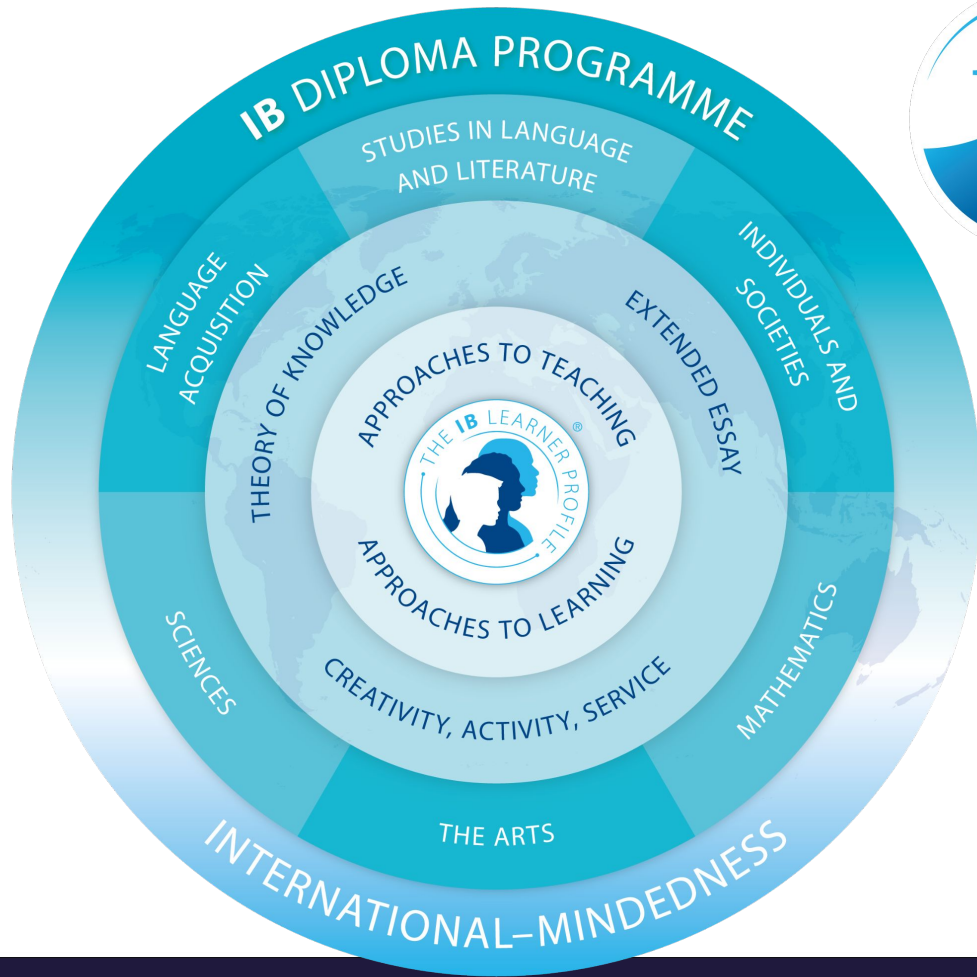 IB DIPLOMA PROGRAMME
STUDIES IN LANGUAGE
AND LITERATURE
LANGUAGE
ACQUISITION
INDIVIDUALS AND
SOCIETIES
THEORY OF KNOWLEDGE
EXTENDED ESSAY
APPROACHES TO TEACHING
THE IB LEARNER PROFILE ®
APPROACHES TO LEARNING
CREATIVITY, ACTIVITY, SERVICE
SCIENCES
MATHEMATICS
THE ARTS
INTERNATIONAL–MINDEDNESS